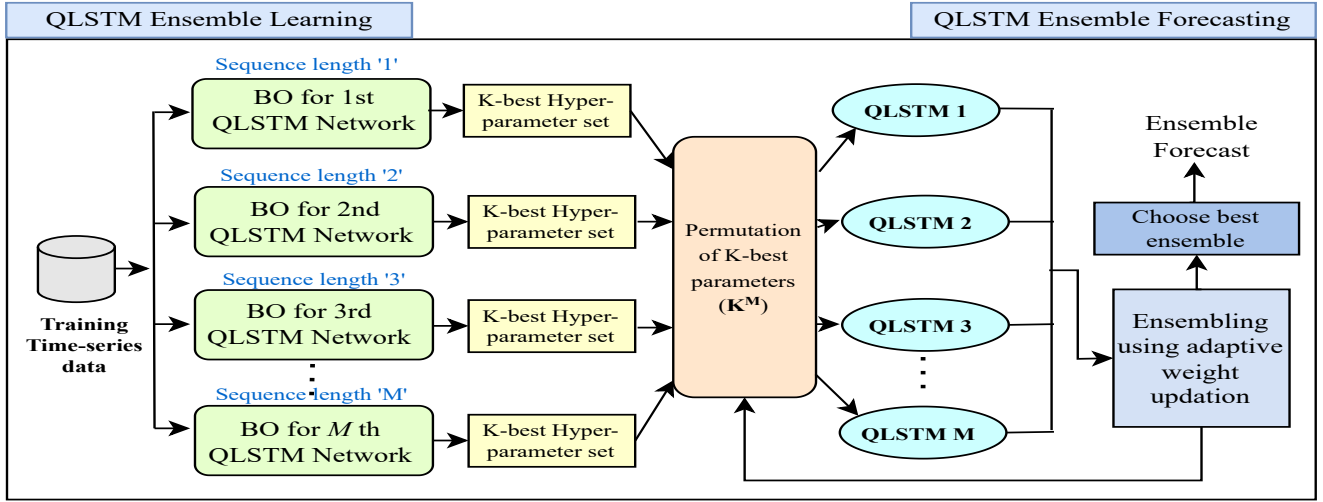 QLSTM Ensemble Learning
QLSTM Ensemble Forecasting
Training
Time-series
data
Sequence length '1'
BO for 1st
QLSTM Network
K-best Hyper-
parameter set
Sequence length '2'
BO for 2nd
QLSTM Network
K-best Hyper-
parameter set
Sequence length '3'
BO for 3rd
QLSTM Network
K-best Hyper-
parameter set
Sequence length 'M'
BO for M th
QLSTM Network
K-best Hyper-
parameter set
Permutation
of K-best
parameters
(K^M)
QLSTM 1
QLSTM 2
QLSTM 3
QLSTM M
Ensembling
using adaptive
weight
updation
Choose best
ensemble
Ensemble
Forecast